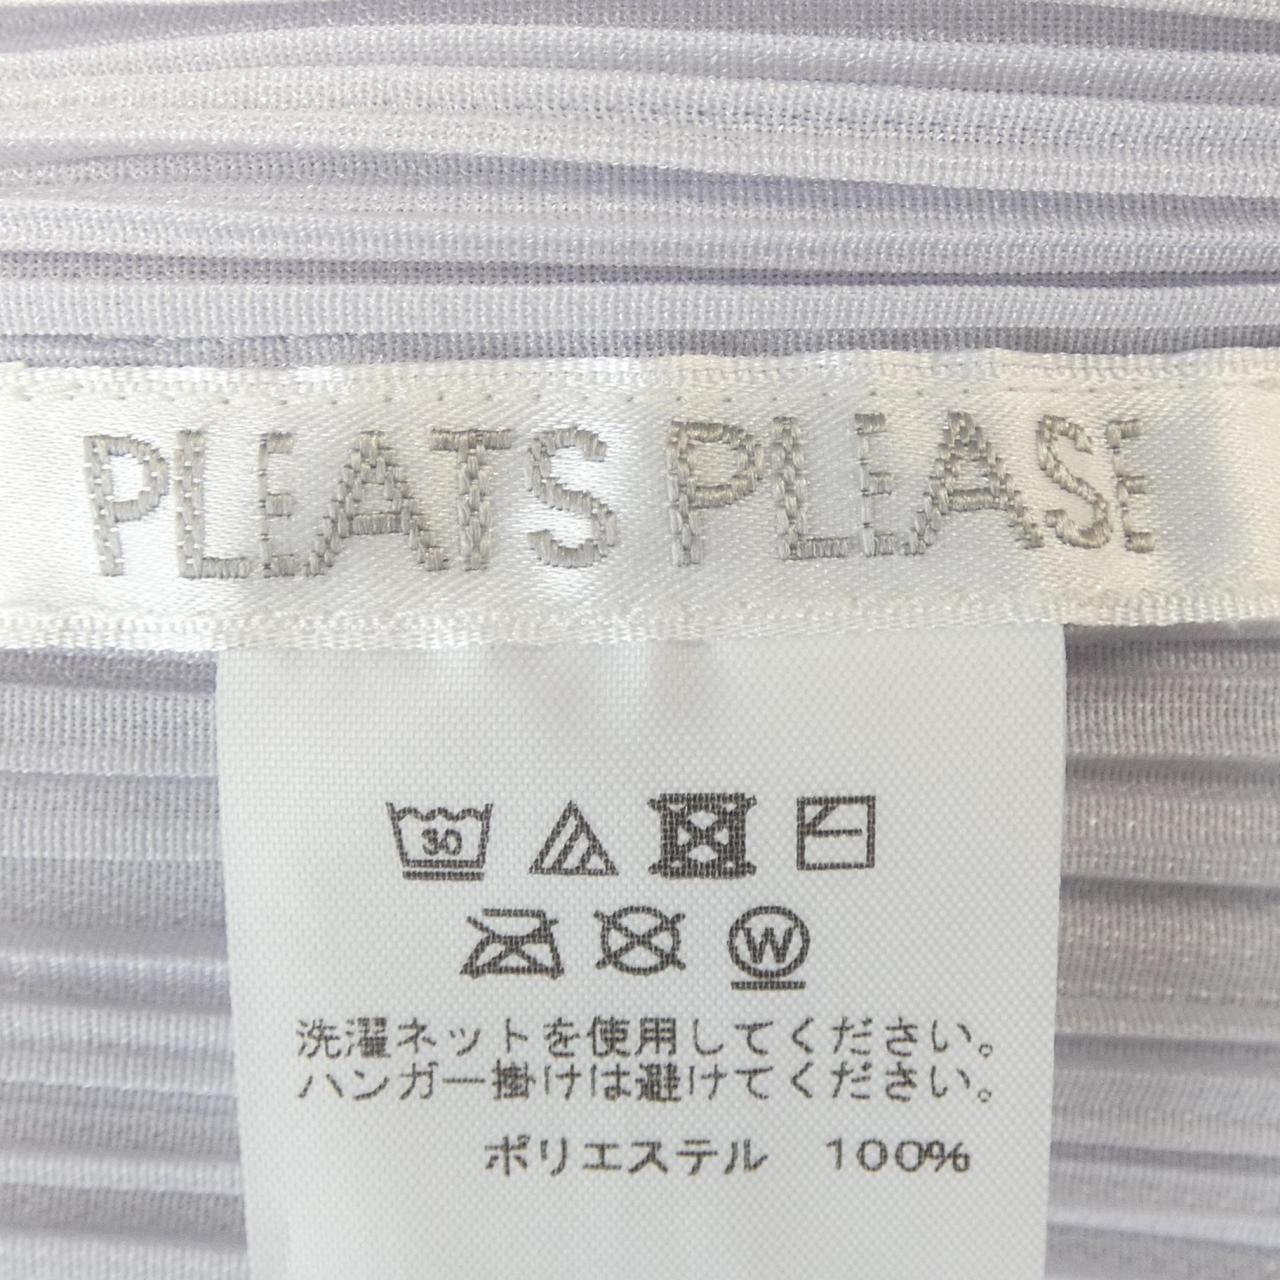 PLEATS PLEASE
30
W
洗濯ネットを使用してください。
ハンガー掛けは避けてください。
ポリエステル 100%